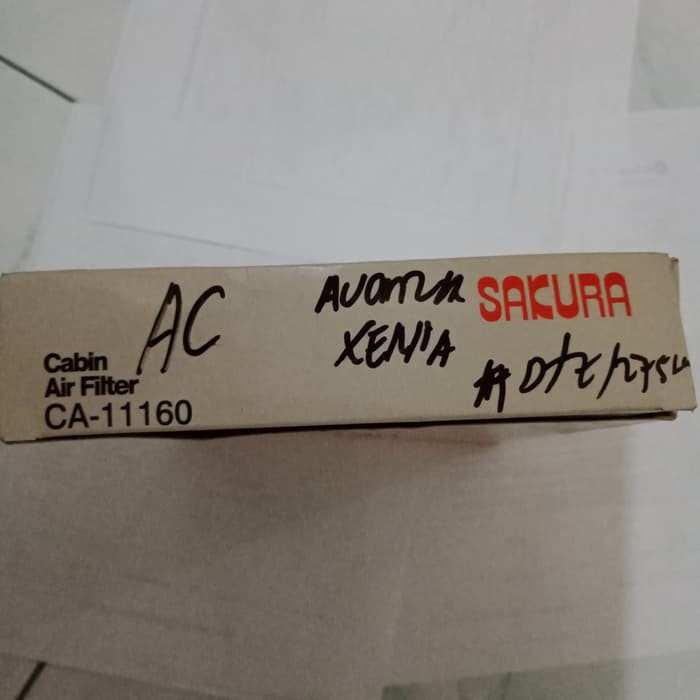 AC
AVANZA
XENIA
SAKURA
Cabin
Air Filter
CA-11160